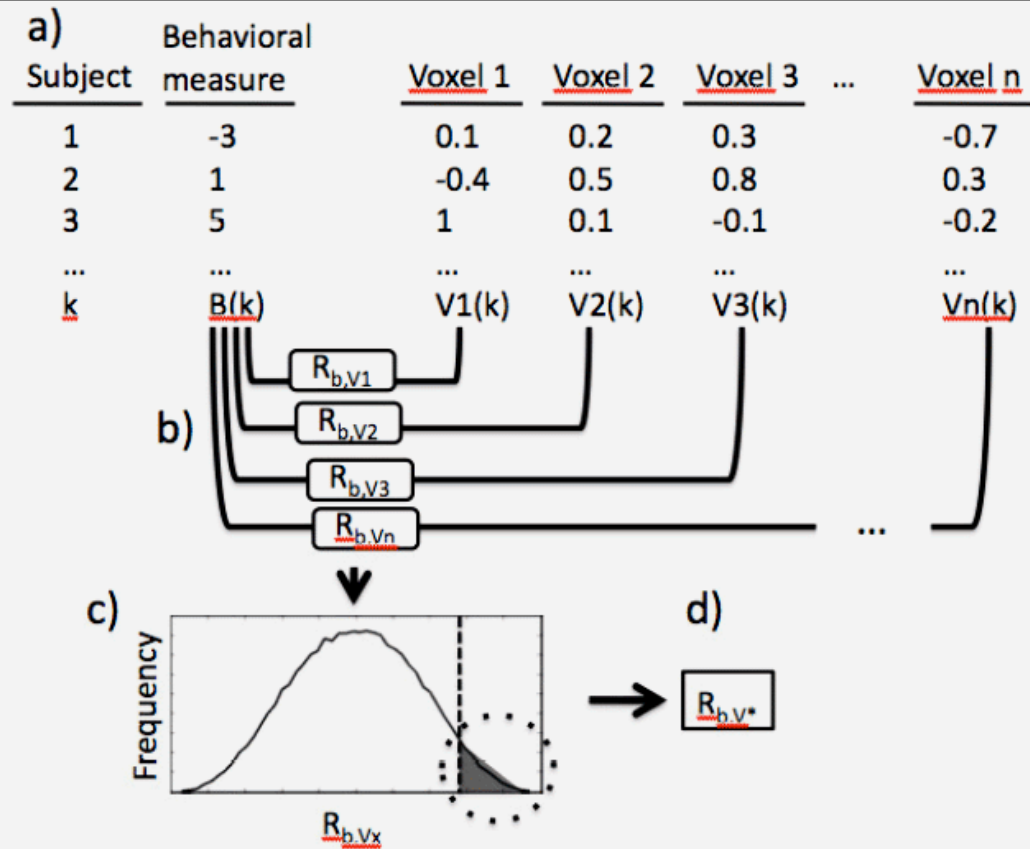 a)
Behavioral
Subject measure Voxel 1 Voxel 2 Voxel 3 ... Voxel n
1 -3 0.1 0.2 0.3 -0.7
2 1 -0.4 0.5 0.8 0.3
3 5 1 0.1 -0.1 -0.2
... ... ... ... ... ...
k B(k) V1(k) V2(k) V3(k) Vn(k)
Rb,V1
b)
Rb,V2
Rb,V3
Rb.Vn ...
c)
d)
Frequency
Rb.V*
Rb.Vx